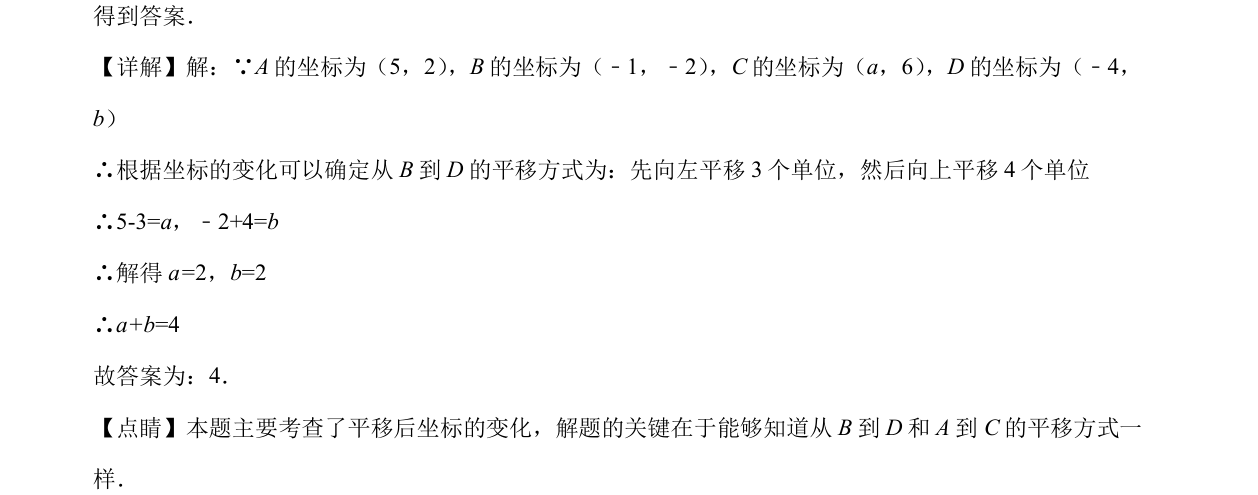 得到答案．
【详解】解：∵A 的坐标为（5，2），B 的坐标为（﹣1，﹣2），C 的坐标为（a，6），D 的坐标为（﹣4，
b）
∴根据坐标的变化可以确定从 B 到 D 的平移方式为：先向左平移 3 个单位，然后向上平移 4 个单位
∴5-3=a，﹣2+4=b
∴解得 a=2，b=2
∴a+b=4
故答案为：4．
【点睛】本题主要考查了平移后坐标的变化，解题的关键在于能够知道从 B 到 D 和 A 到 C 的平移方式一
样．